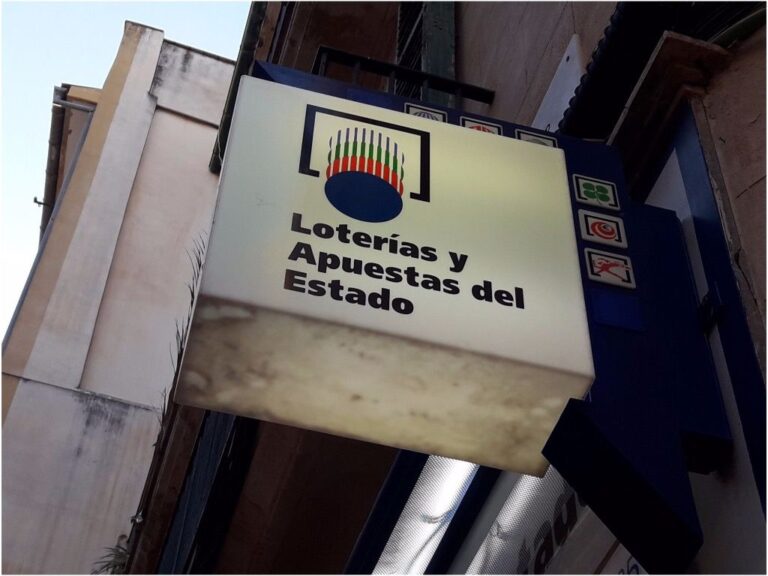 Loterías y
Apuestas del
Estado